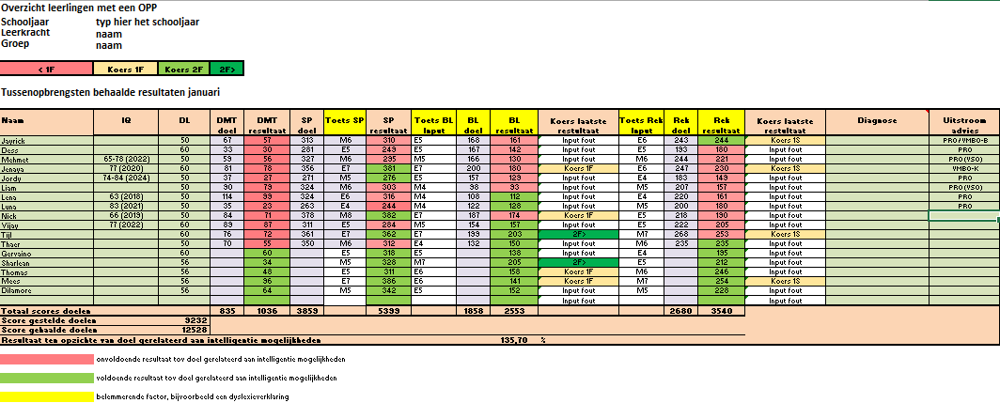 Overzicht leerlingen met een OPP
Schooljaar typ hier het schooljaar
Leerkracht naam
Groep naam
< 1F Koers 1F Koers 2F 2F>
Tussenopbrengsten behaalde resultaten januari
Naam IQ DL DMT doel DMT resultaat SP doel Toets SP SP resultaat Toets BL Input BL doel BL resultaat Koers laatste resultaat Toets Rek Input Rek doel Rek resultaat Koers laatste resultaat Diagnose Uitstroom advies
Jayrick 50 67 57 313 M6 310 E5 168 161 Input fout E6 243 244 Koers 1S PRO/VMBO-B
Dess 60 33 30 281 E5 249 M5 167 142 Input fout E5 193 180 Input fout PRO
Mehmet 65-78 (2022) 50 59 56 327 M6 295 M5 166 130 Input fout M6 244 221 Input fout PRO(VSO)
Jenaya 77 (2020) 60 81 78 356 E7 381 E7 200 180 Koers 1F E6 247 230 Koers 1S VMBO-K
Jordy 74-84 (2024) 50 37 27 271 M5 276 E5 157 129 Input fout E4 183 149 Input fout PRO
Liam 50 90 79 324 M6 303 M4 98 93 Input fout M5 207 157 Input fout PRO(VSO)
Lena 63 (2018) 50 114 99 324 E6 316 M4 108 112 Input fout E4 220 161 Input fout PRO
Luna 83 (2021) 50 35 23 263 E4 244 M4 122 128 Input fout M5 200 180 Input fout PRO
Nick 66 (2019) 50 84 71 378 M8 382 E7 187 174 Koers 1F E5 218 190 Input fout
Vijay 77 (2022) 60 89 87 311 E5 284 M5 154 157 Input fout E5 222 205 Input fout
Tijl 60 76 72 361 E7 362 E7 199 203 2F> M7 268 253 Koers 1S
Thaer 50 70 55 350 M6 312 E4 132 150 Input fout M6 235 235 Input fout
Gervaino 60 60 E5 318 E5 138 Input fout E4 195 Input fout
Sharlean 56 34 M5 328 M7 205 2F> E5 212 Input fout
Thomas 56 48 E5 311 E6 158 Koers 1F M6 246 Input fout
Mees 56 96 E7 386 E6 141 Koers 1F M7 254 Koers 1S
Dilamore 56 64 M5 342 E5 152 Input fout M5 228 Input fout
Input fout Input fout
Totaal scores doelen 835 1036 3859 5399 1858 2553 2680 3540
Score gestelde doelen 9232
Score gehaalde doelen 12528
Resultaat ten opzichte van doel gerelateerd aan intelligentie mogelijkheden 135,70 %
onvoldoende resultaat tov doel gerelateerd aan intelligentie mogelijkheden
voldoende resultaat tov doel gerelateerd aan intelligentie mogelijkheden
belemmerende factor, bijvoorbeeld een dyslexieverklaring